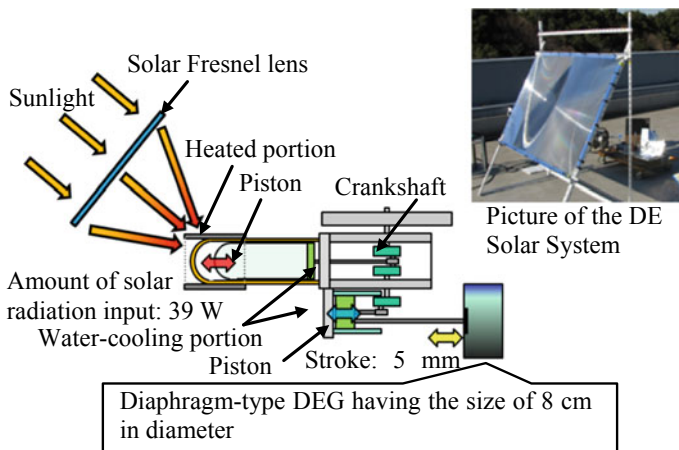 Solar Fresnel lens
Sunlight
Heated portion
Piston
Crankshaft
Picture of the DE
Solar System
Amount of solar
radiation input: 39 W
Water-cooling portion
Piston
Stroke: 5 mm
Diaphragm-type DEG having the size of 8 cm
in diameter